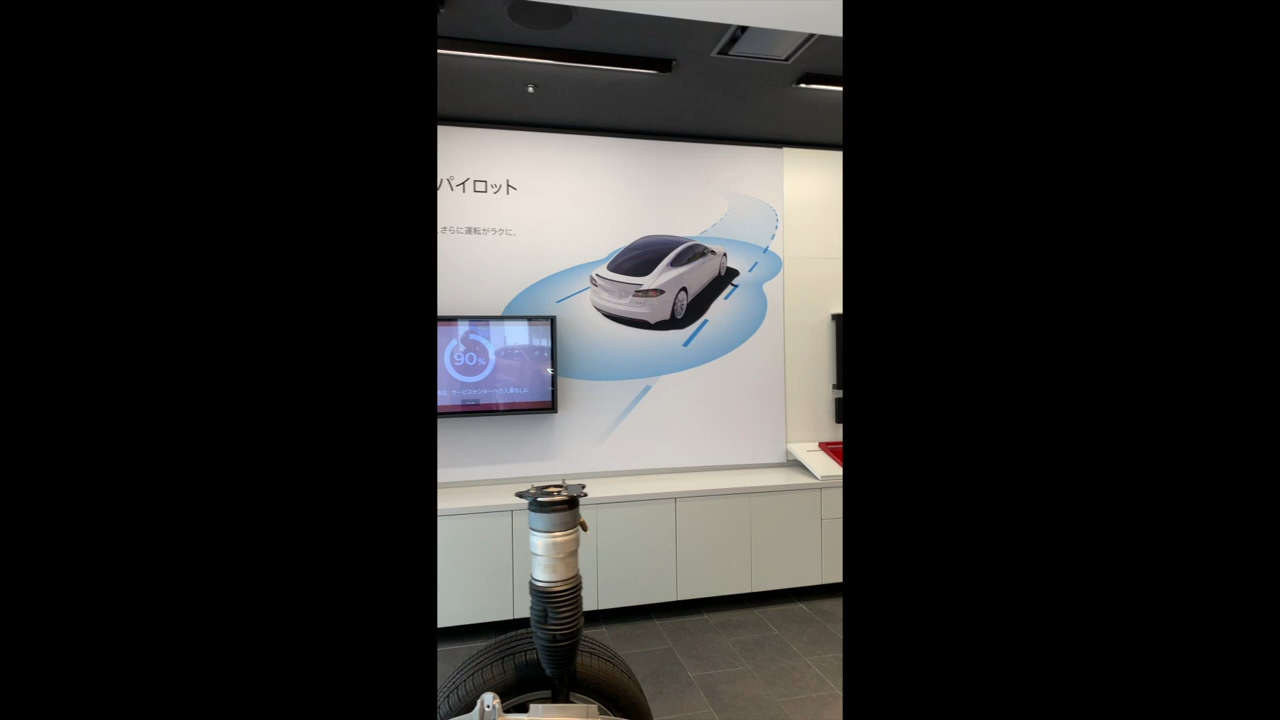 パイロット
さらに運転がラクに。
90%
は、サービスセンターへの入庫なしに